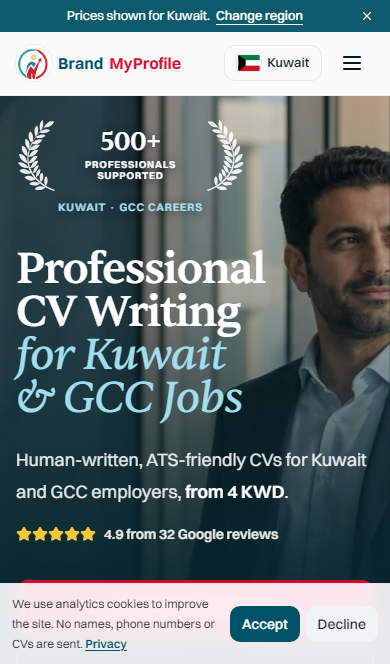 Prices shown for Kuwait. Change region ×
Brand MyProfile
Kuwait
500+
PROFESSIONALS
SUPPORTED
KUWAIT · GCC CAREERS
Professional
CV Writing
for Kuwait
& GCC Jobs
Human-written, ATS-friendly CVs for Kuwait
and GCC employers, from 4 KWD.
4.9 from 32 Google reviews
We use analytics cookies to improve
the site. No names, phone numbers or
CVs are sent. Privacy
Accept
Decline